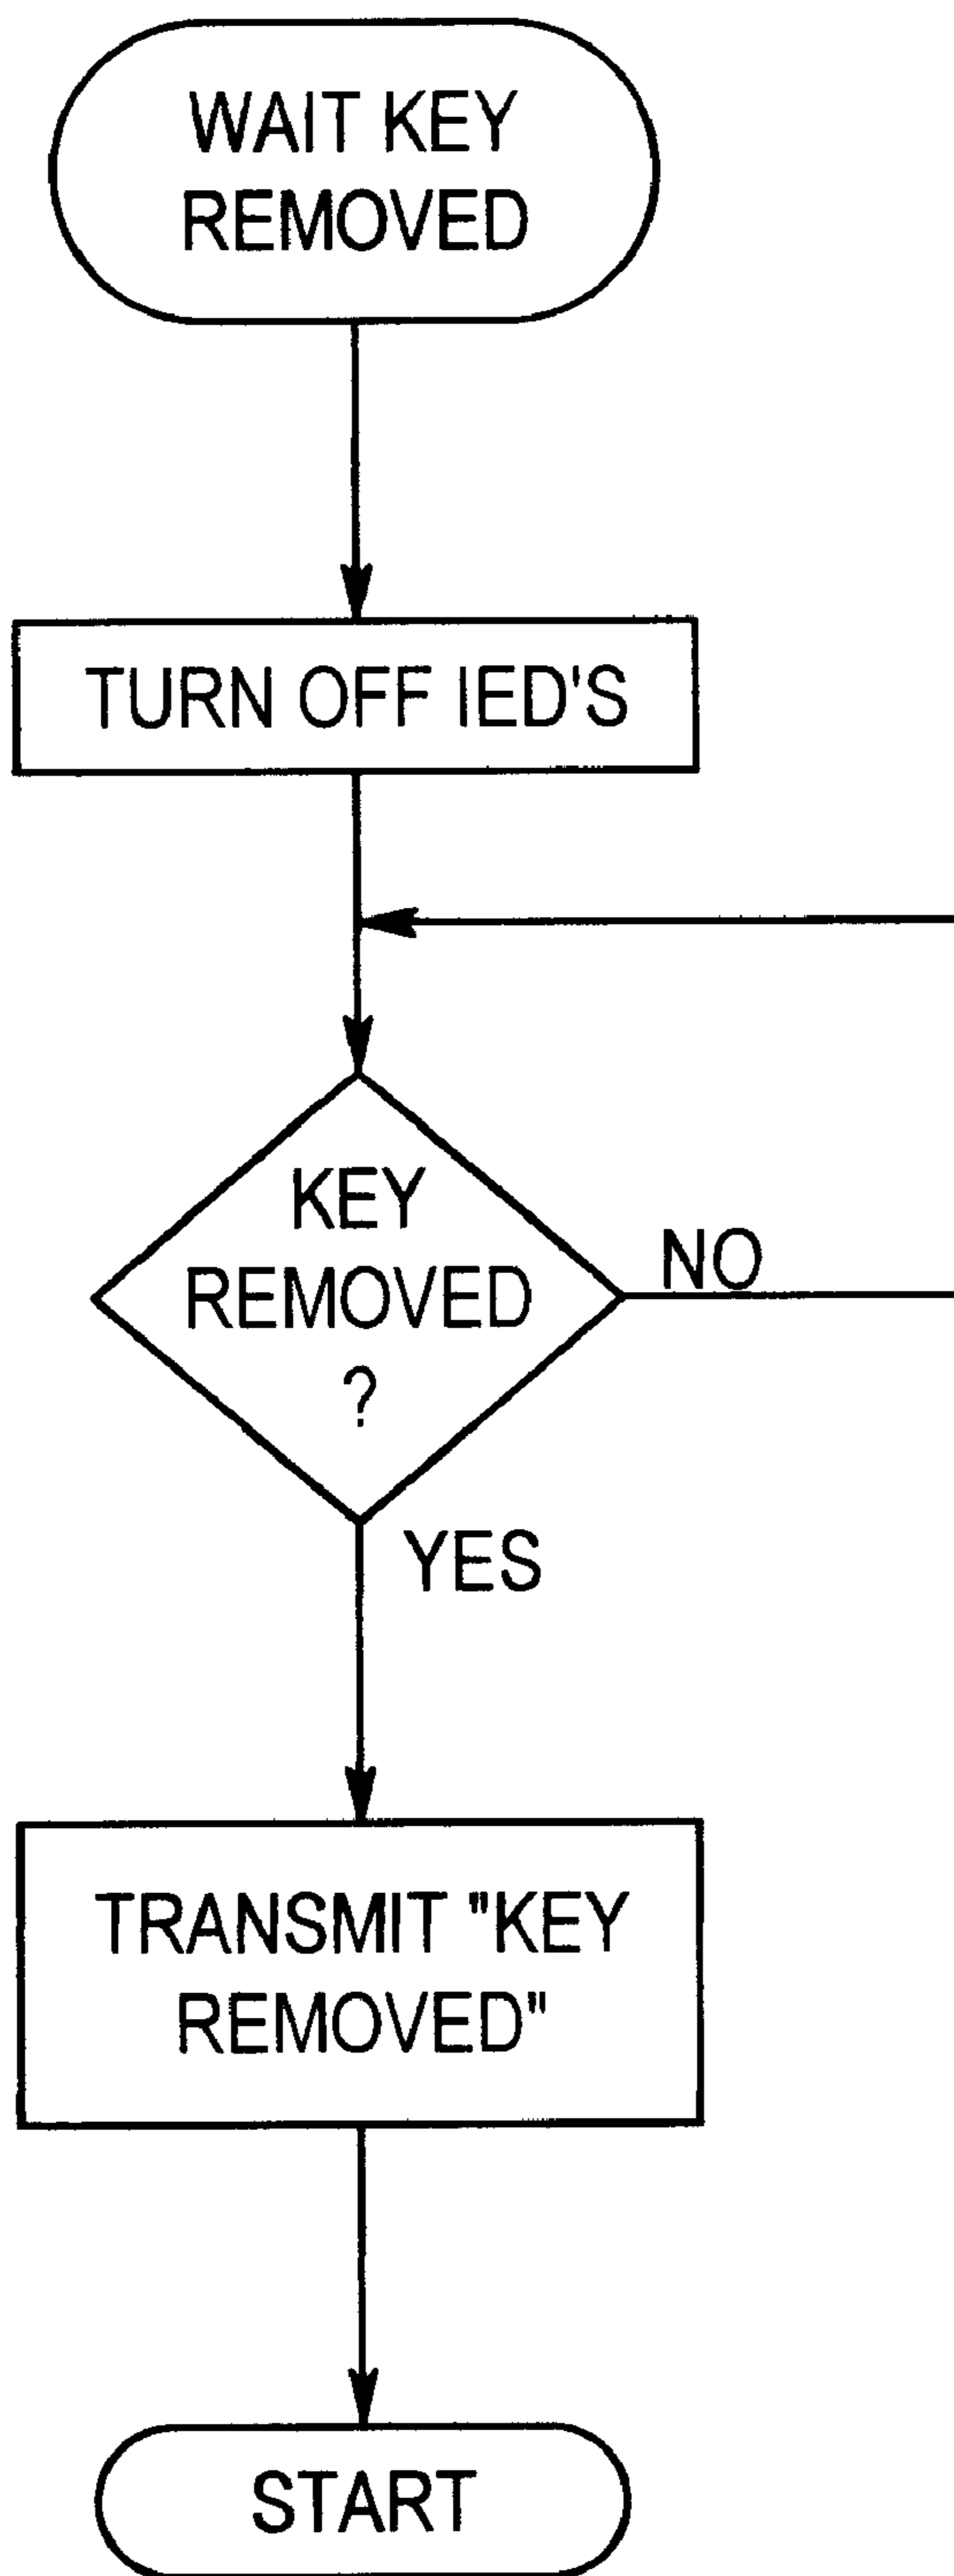 WAIT KEY
REMOVED
TURN OFF IED'S
KEY
REMOVED
?
NO
YES
TRANSMIT "KEY
REMOVED"
START